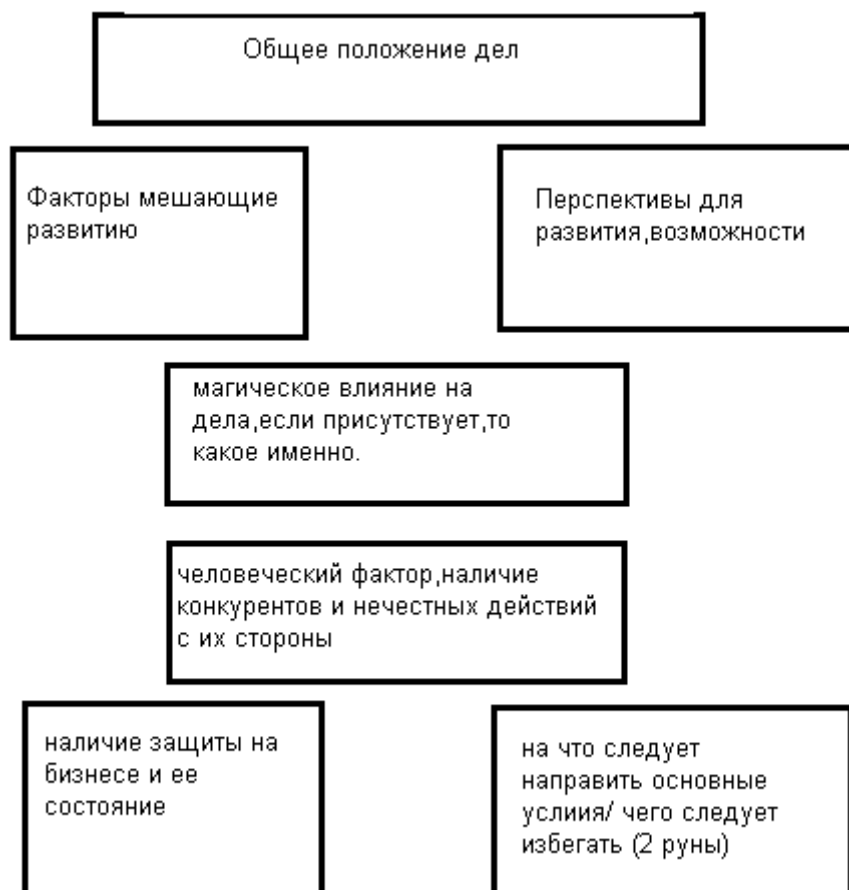 Общее положение дел
Факторы мешающие
развитию
Перспективы для
развития,возможности
магическое влияние на
дела,если присутствует,то
какое именно.
человеческий фактор,наличие
конкурентов и нечестных действий
с их стороны
наличие защиты на
бизнесе и ее
состояние
на что следует
направить основные
услиия/ чего следует
избегать (2 руны)